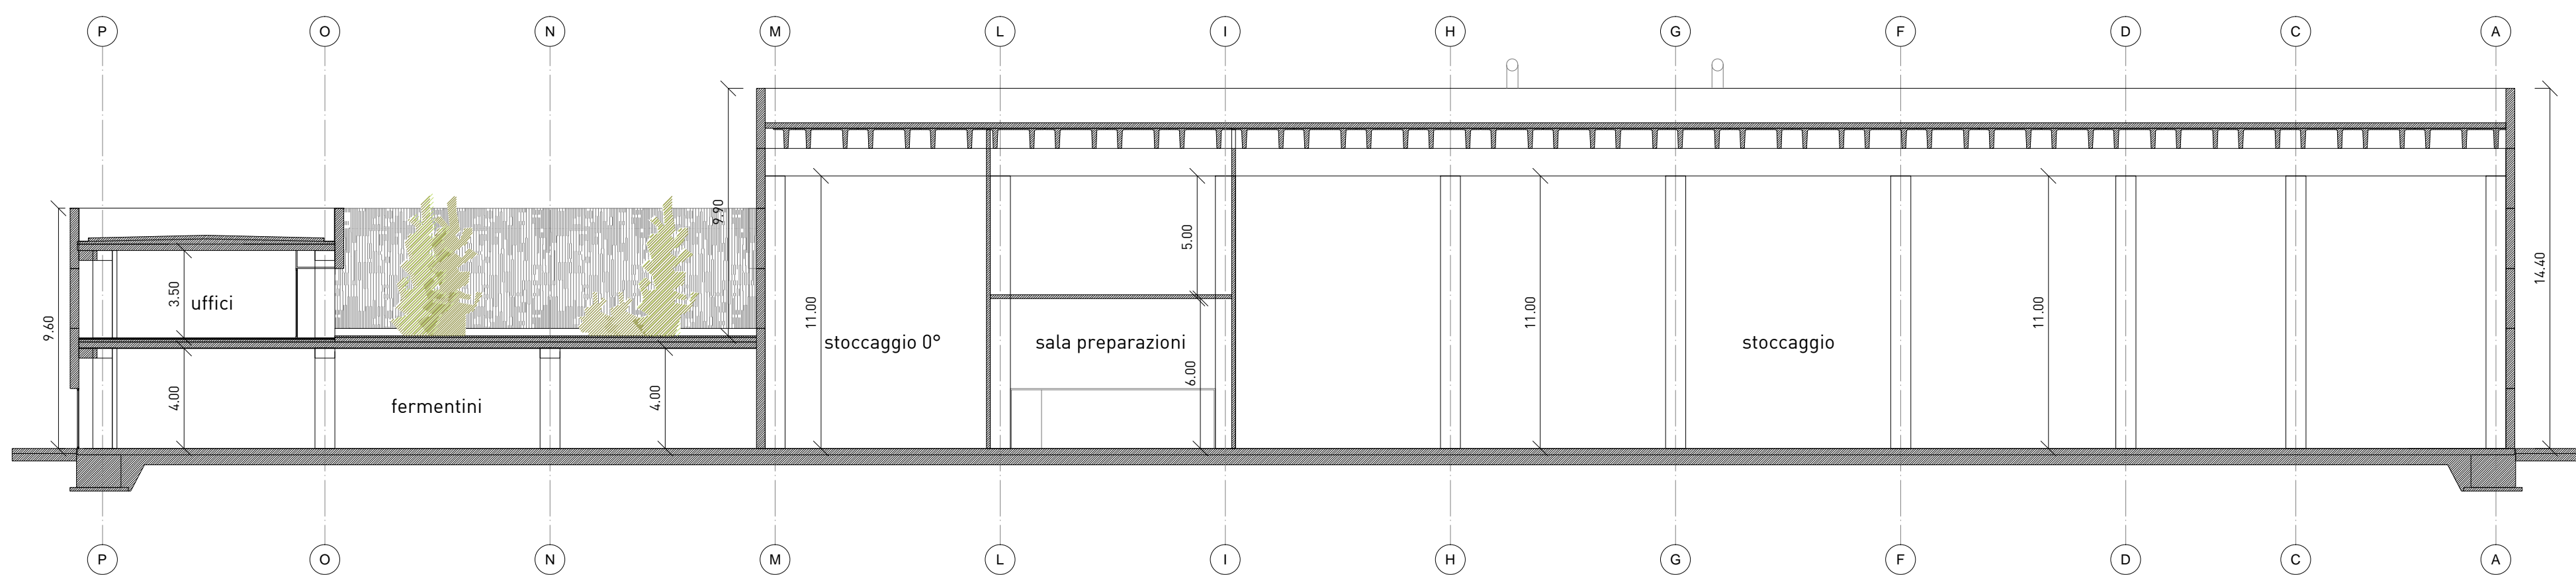 P
O
N
M
L
I
H
G
F
D
C
A
9.60
3.50
uffici
4.00
fermentini
4.00
9.90
11.00
stoccaggio 0°
5.00
sala preparazioni
6.00
11.00
stoccaggio
11.00
14.40
P
O
N
M
L
I
H
G
F
D
C
A